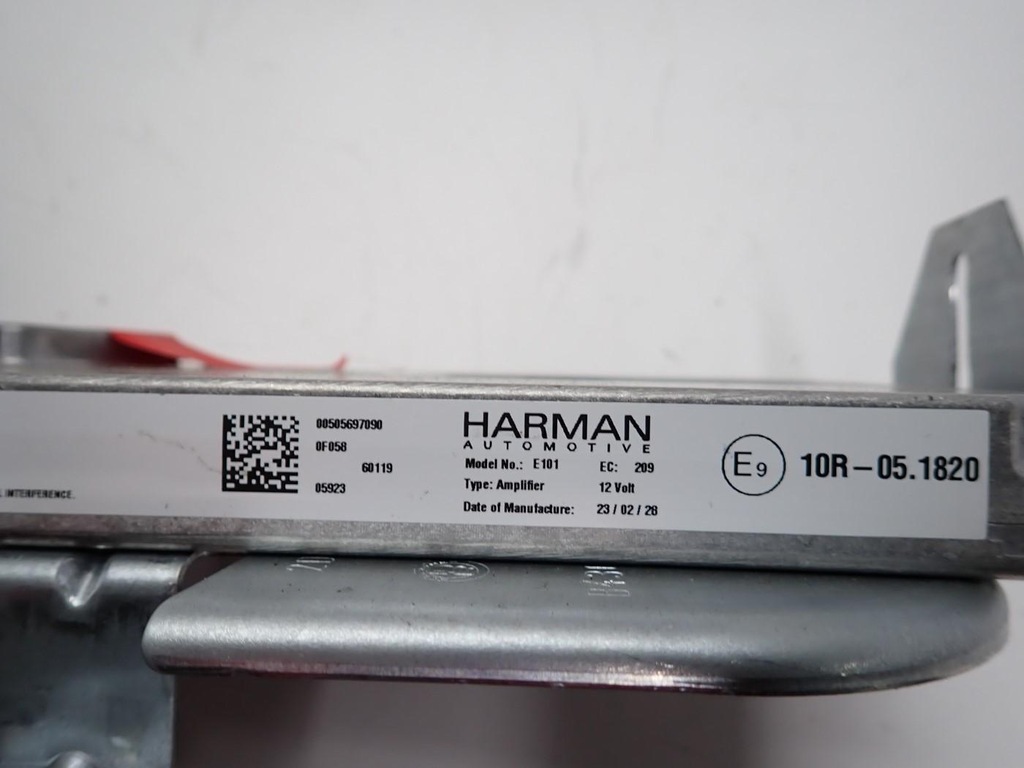 INTERFERENCE.
00505697090
0F058
60119
05923
HARMAN
AUTOMOTIVE
Model No.: E101 EC: 209
Type: Amplifier 12 Volt
Date of Manufacture: 23 / 02 / 28
E9 10R-05.1820